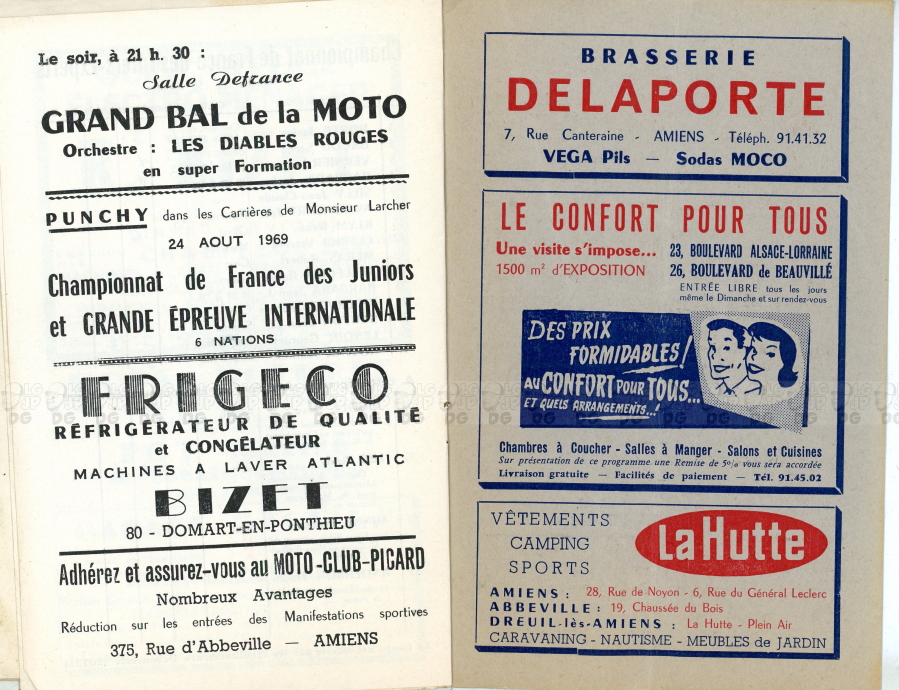 Le soir, à 21 h. 30 :
Salle Defrance
GRAND BAL de la MOTO
Orchestre : LES DIABLES ROUGES
en super Formation
PUNCHY dans les Carrières de Monsieur Larcher
24 AOUT 1969
Championnat de France des Juniors
et GRANDE ÉPREUVE INTERNATIONALE
6 NATIONS
FRIGECO
RÉFRIGÉRATEUR DE QUALITÉ
et CONGÉLATEUR
MACHINES A LAVER ATLANTIC
BIZET
80 - DOMART-EN-PONTHIEU
Adhérez et assurez-vous au MOTO-CLUB-PICARD
Nombreux Avantages
Réduction sur les entrées des Manifestations sportives
375, Rue d'Abbeville — AMIENS
BRASSERIE
DELAPORTE
7, Rue Canteraine - AMIENS - Téléph. 91.41.32
VEGA Pils — Sodas MOCO
LE CONFORT POUR TOUS
Une visite s'impose... 23, BOULEVARD ALSACE-LORRAINE
1500 m² d'EXPOSITION 26, BOULEVARD de BEAUVILLÉ
ENTRÉE LIBRE tous les jours
même le Dimanche et sur rendez-vous
DES PRIX
FORMIDABLES !
AU CONFORT POUR TOUS...
ET QUELS ARRANGEMENTS...!
Chambres à Coucher - Salles à Manger - Salons et Cuisines
Sur présentation de ce programme une Remise de 5% vous sera accordée
Livraison gratuite — Facilités de paiement — Tél. 91.45.02
VÊTEMENTS
CAMPING
SPORTS
La Hutte
AMIENS : 28, Rue de Noyon - 6, Rue du Général Leclerc
ABBEVILLE : 19, Chaussée du Bois
DREUIL-lès-AMIENS : La Hutte - Plein Air
CARAVANING - NAUTISME - MEUBLES de JARDIN